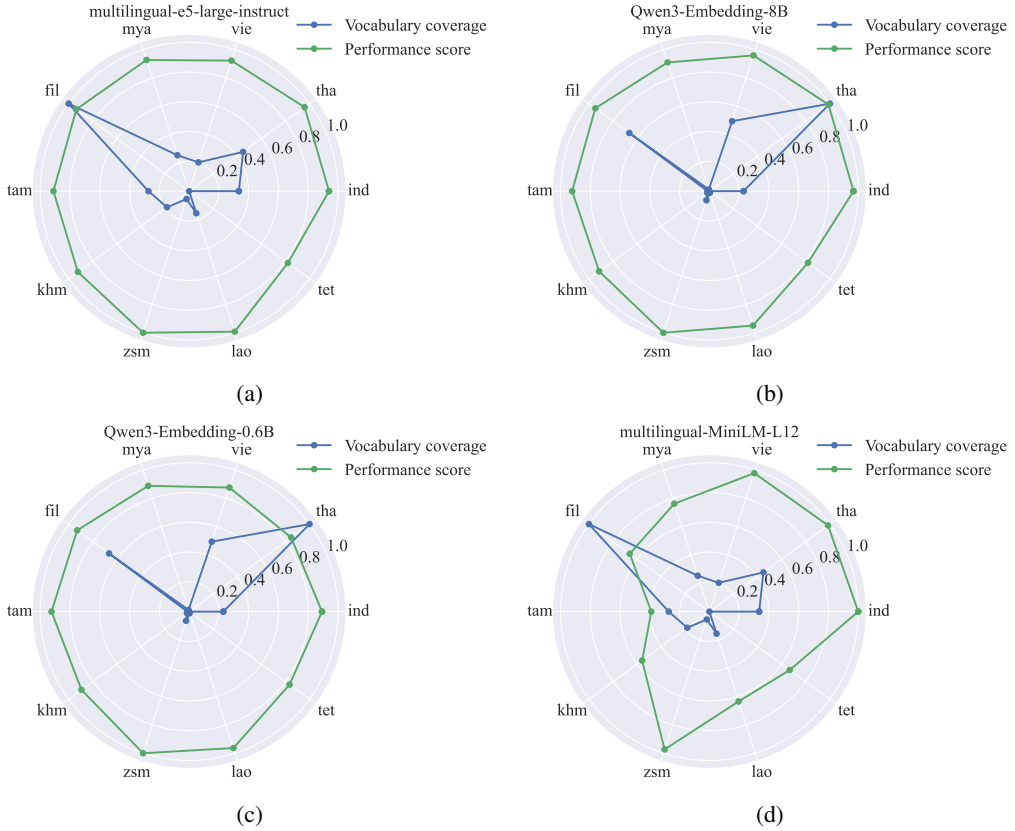 multilingual-e5-large-instruct
Vocabulary coverage
Performance score
mya
vie
fil
tha
tam
ind
khm
tet
zsm
lao
0.2
0.4
0.6
0.8
1.0
(a)
Qwen3-Embedding-8B
Vocabulary coverage
Performance score
mya
vie
fil
tha
tam
ind
khm
tet
zsm
lao
0.2
0.4
0.6
0.8
1.0
(b)
Qwen3-Embedding-0.6B
Vocabulary coverage
Performance score
mya
vie
fil
tha
tam
ind
khm
tet
zsm
lao
0.2
0.4
0.6
0.8
1.0
(c)
multilingual-MiniLM-L12
Vocabulary coverage
Performance score
mya
vie
fil
tha
tam
ind
khm
tet
zsm
lao
0.2
0.4
0.6
0.8
1.0
(d)